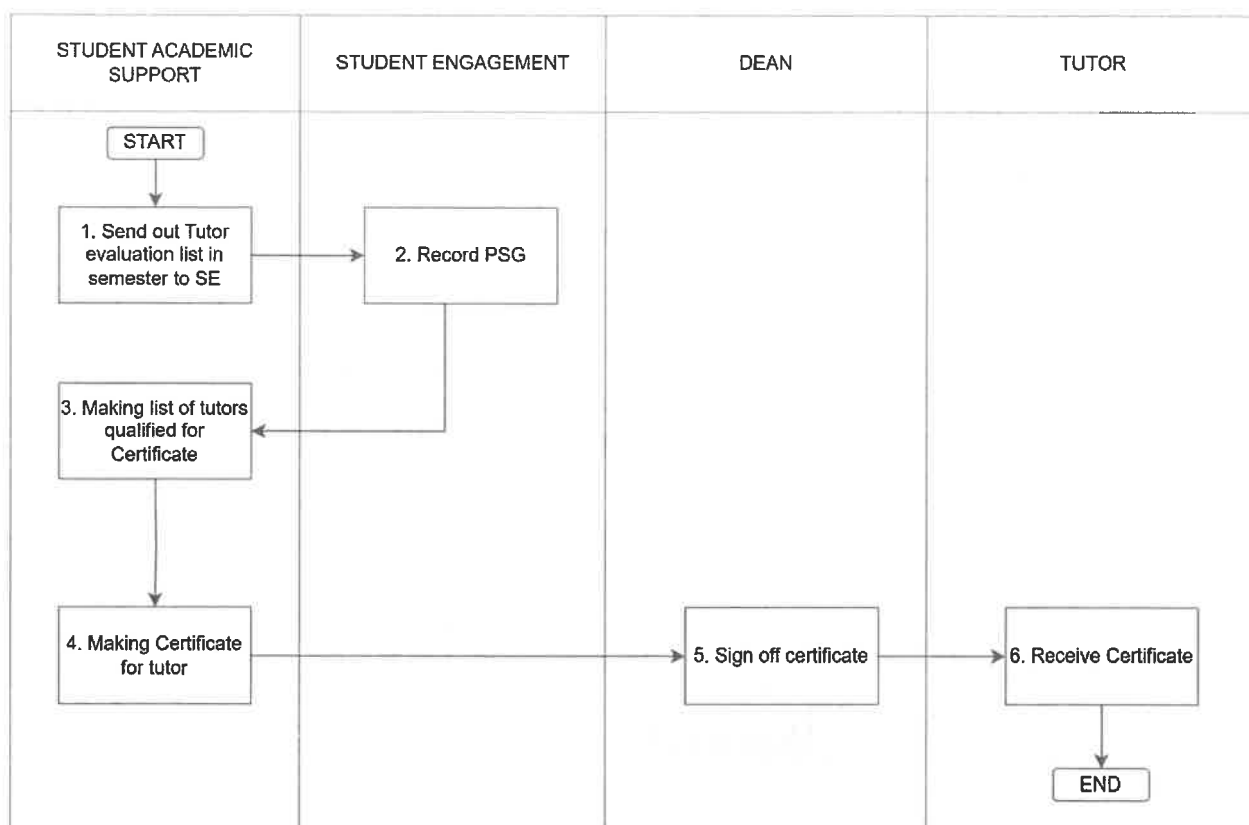 STUDENT ACADEMIC
SUPPORT
STUDENT ENGAGEMENT
DEAN
TUTOR
START
1. Send out Tutor
evaluation list in
semester to SE
2. Record PSG
3. Making list of tutors
qualified for
Certificate
4. Making Certificate
for tutor
5. Sign off certificate
6. Receive Certificate
END